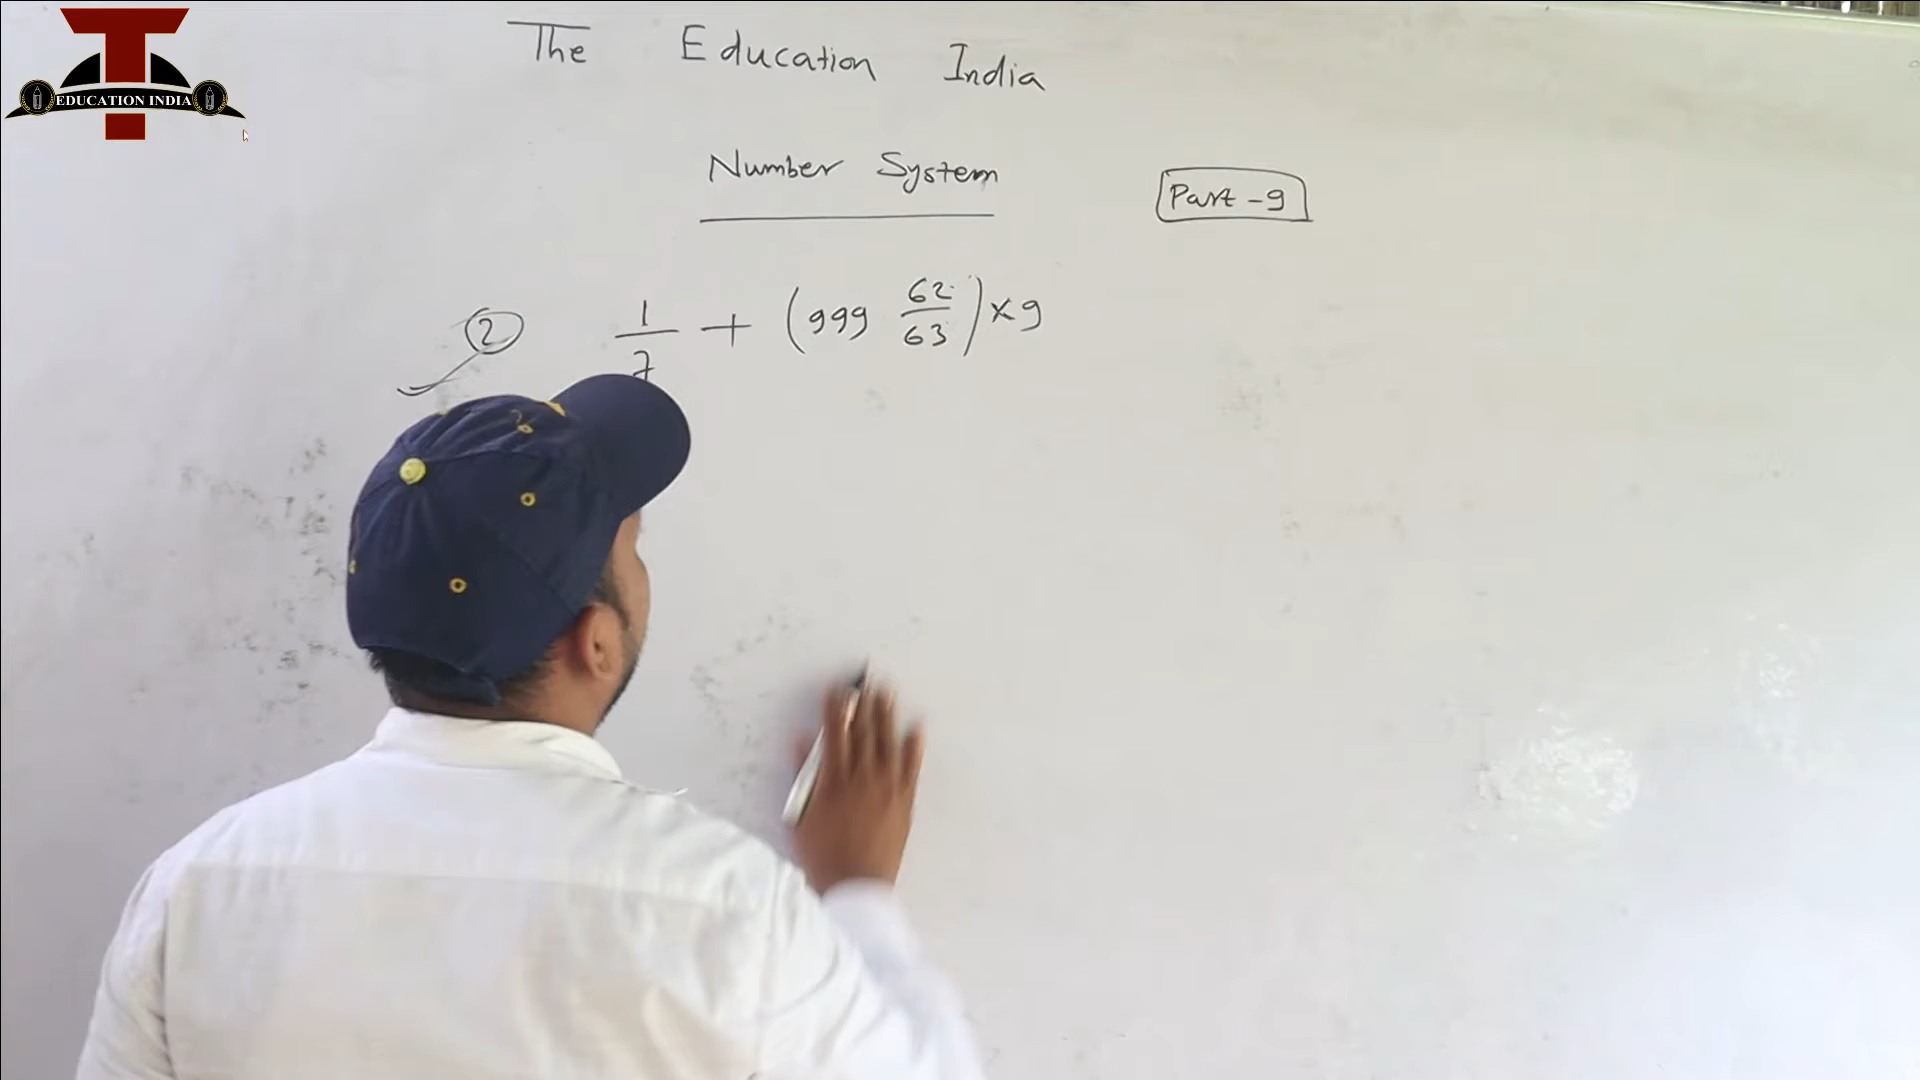 EDUCATION INDIA
The Education India
Number System
Part-9
② 1/7 + (999 62/63) × 9